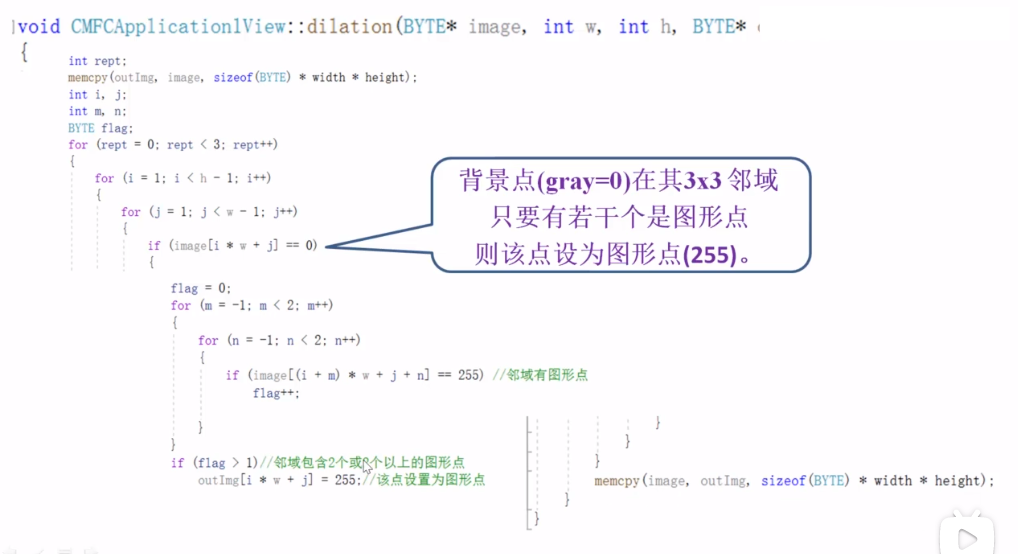 void CMFCApplication1View::dilation(BYTE* image, int w, int h, BYTE*
{
int rept;
memcpy(outImg, image, sizeof(BYTE) * width * height);
int i, j;
int m, n;
BYTE flag;
for (rept = 0; rept < 3; rept++)
{
for (i = 1; i < h - 1; i++)
{
for (j = 1; j < w - 1; j++)
{
if (image[i * w + j] == 0)
{
背景点(gray=0)在其3x3 邻域
只要有若干个是图形点
则该点设为图形点(255)。
flag = 0;
for (m = -1; m < 2; m++)
{
for (n = -1; n < 2; n++)
{
if (image[(i + m) * w + j + n] == 255) //邻域有图形点
flag++;
}
}
if (flag > 1)//邻域包含2个或2个以上的图形点
outImg[i * w + j] = 255;//该点设置为图形点
}
}
}
memcpy(image, outImg, sizeof(BYTE) * width * height);
}
}